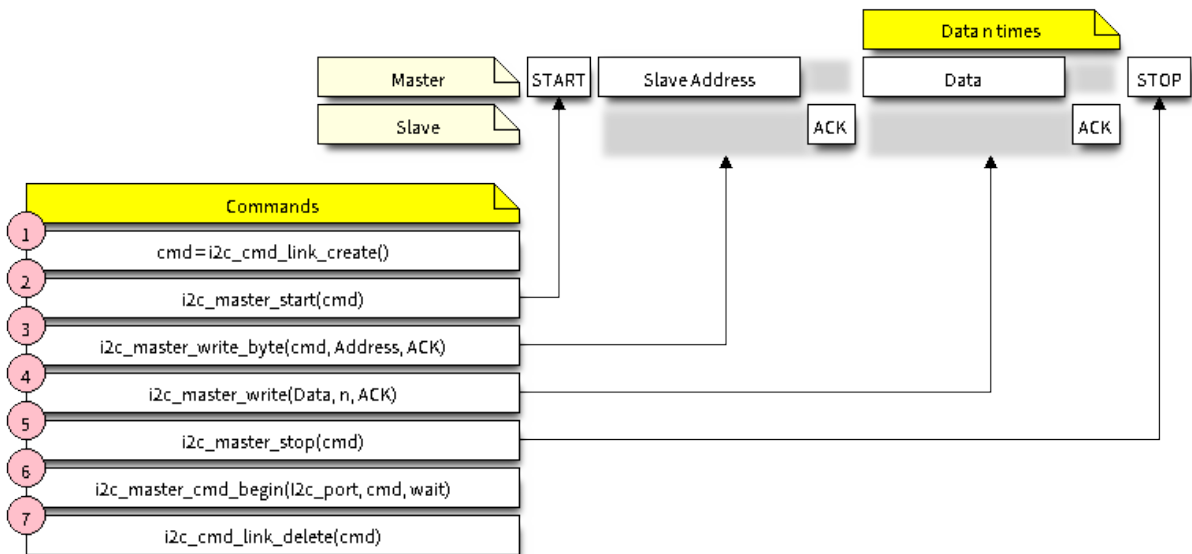 Data n times
Master START Slave Address Data STOP
Slave ACK ACK
Commands
1
cmd=i2c_cmd_link_create()
2
i2c_master_start(cmd)
3
i2c_master_write_byte(cmd, Address, ACK)
4
i2c_master_write(Data, n, ACK)
5
i2c_master_stop(cmd)
6
i2c_master_cmd_begin(I2c_port, cmd, wait)
7
i2c_cmd_link_delete(cmd)